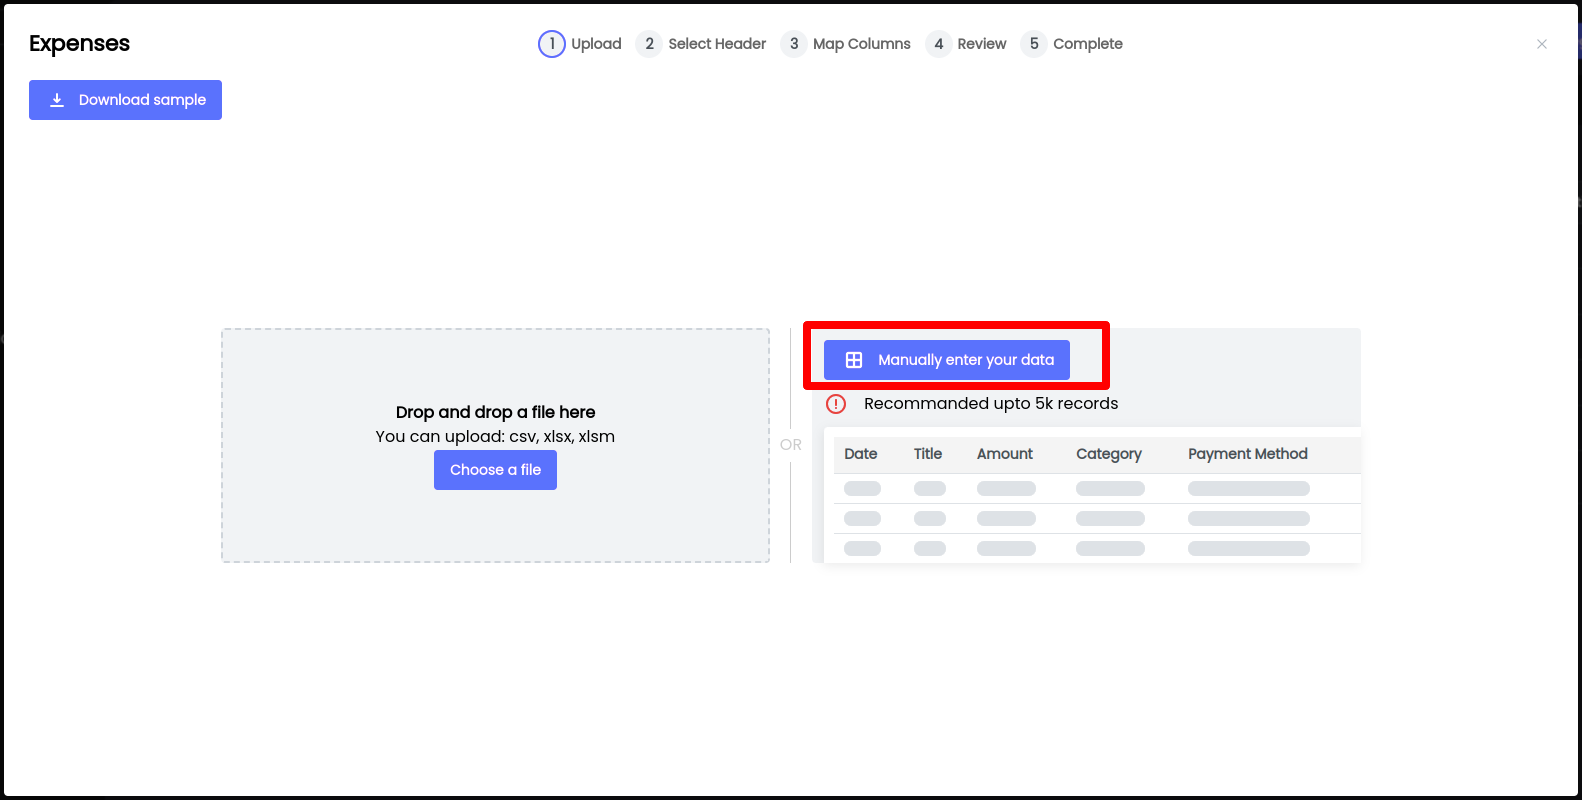 Expenses
1 Upload 2 Select Header 3 Map Columns 4 Review 5 Complete
Download sample
Drop and drop a file here
You can upload: csv, xlsx, xlsm
Choose a file
OR
Manually enter your data
Recommanded upto 5k records
Date Title Amount Category Payment Method